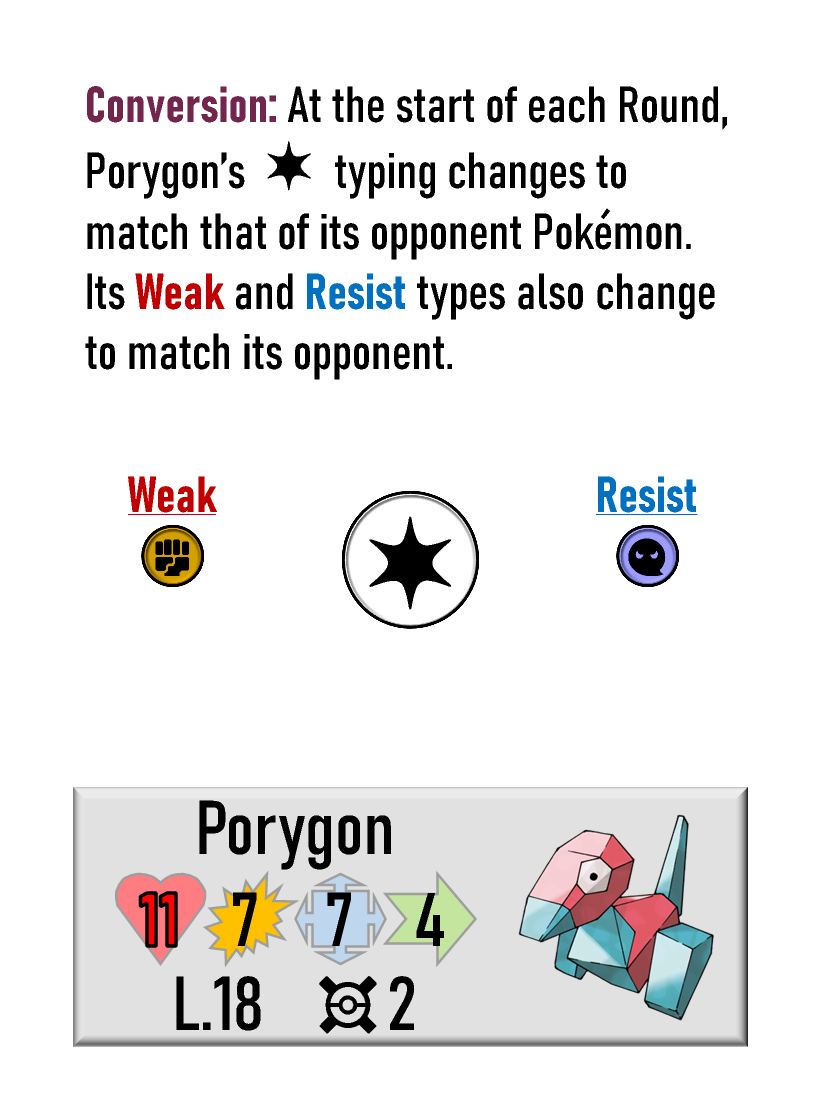 Conversion: At the start of each Round,
Porygon's typing changes to
match that of its opponent Pokémon.
Its Weak and Resist types also change
to match its opponent.
Weak
Resist
Porygon
11 7 7 4
L.18 2